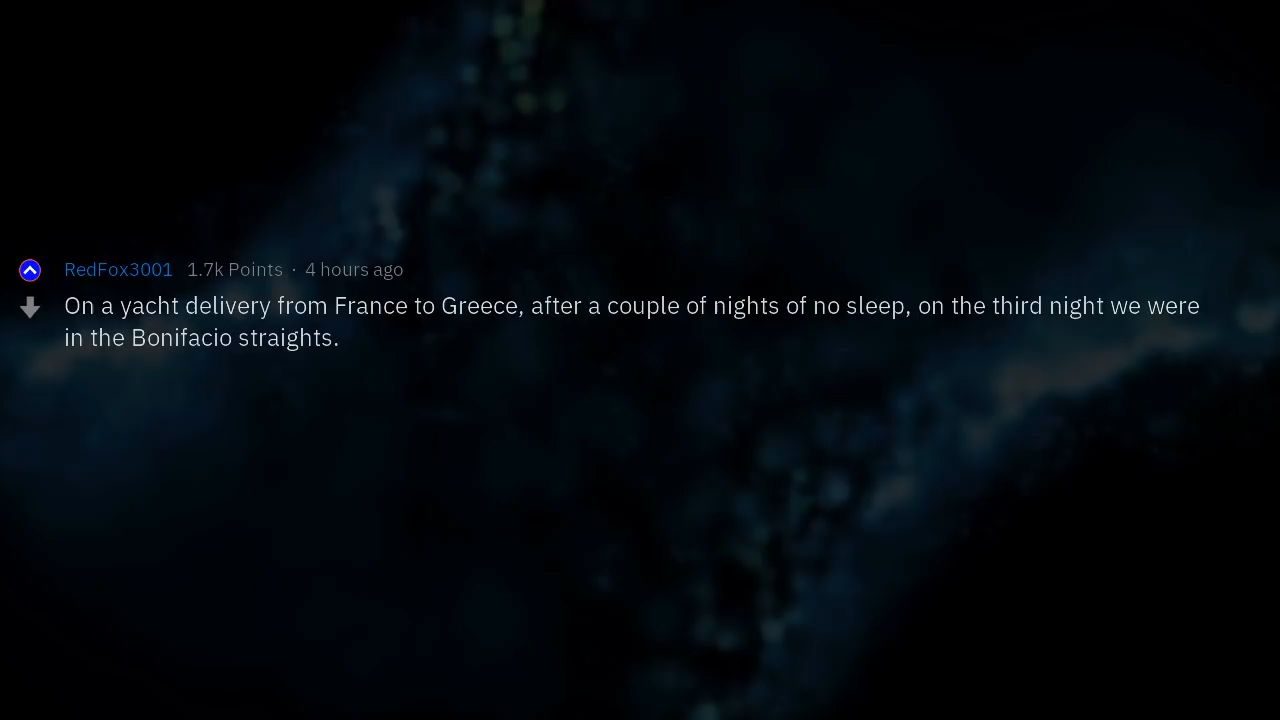 RedFox3001 1.7k Points · 4 hours ago
On a yacht delivery from France to Greece, after a couple of nights of no sleep, on the third night we were
in the Bonifacio straights.